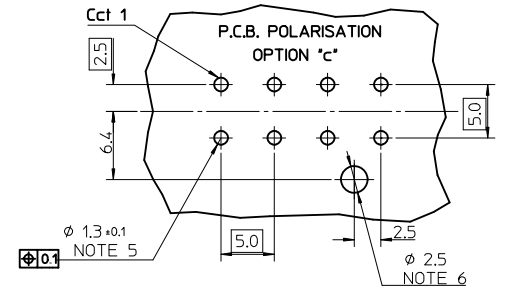 Cct 1
P.C.B. POLARISATION
OPTION "c"
2.5
5.0
6.4
ϕ 1.3 ±0.1
NOTE 5
5.0
2.5
⌖ 0.1
ϕ 2.5
NOTE 6